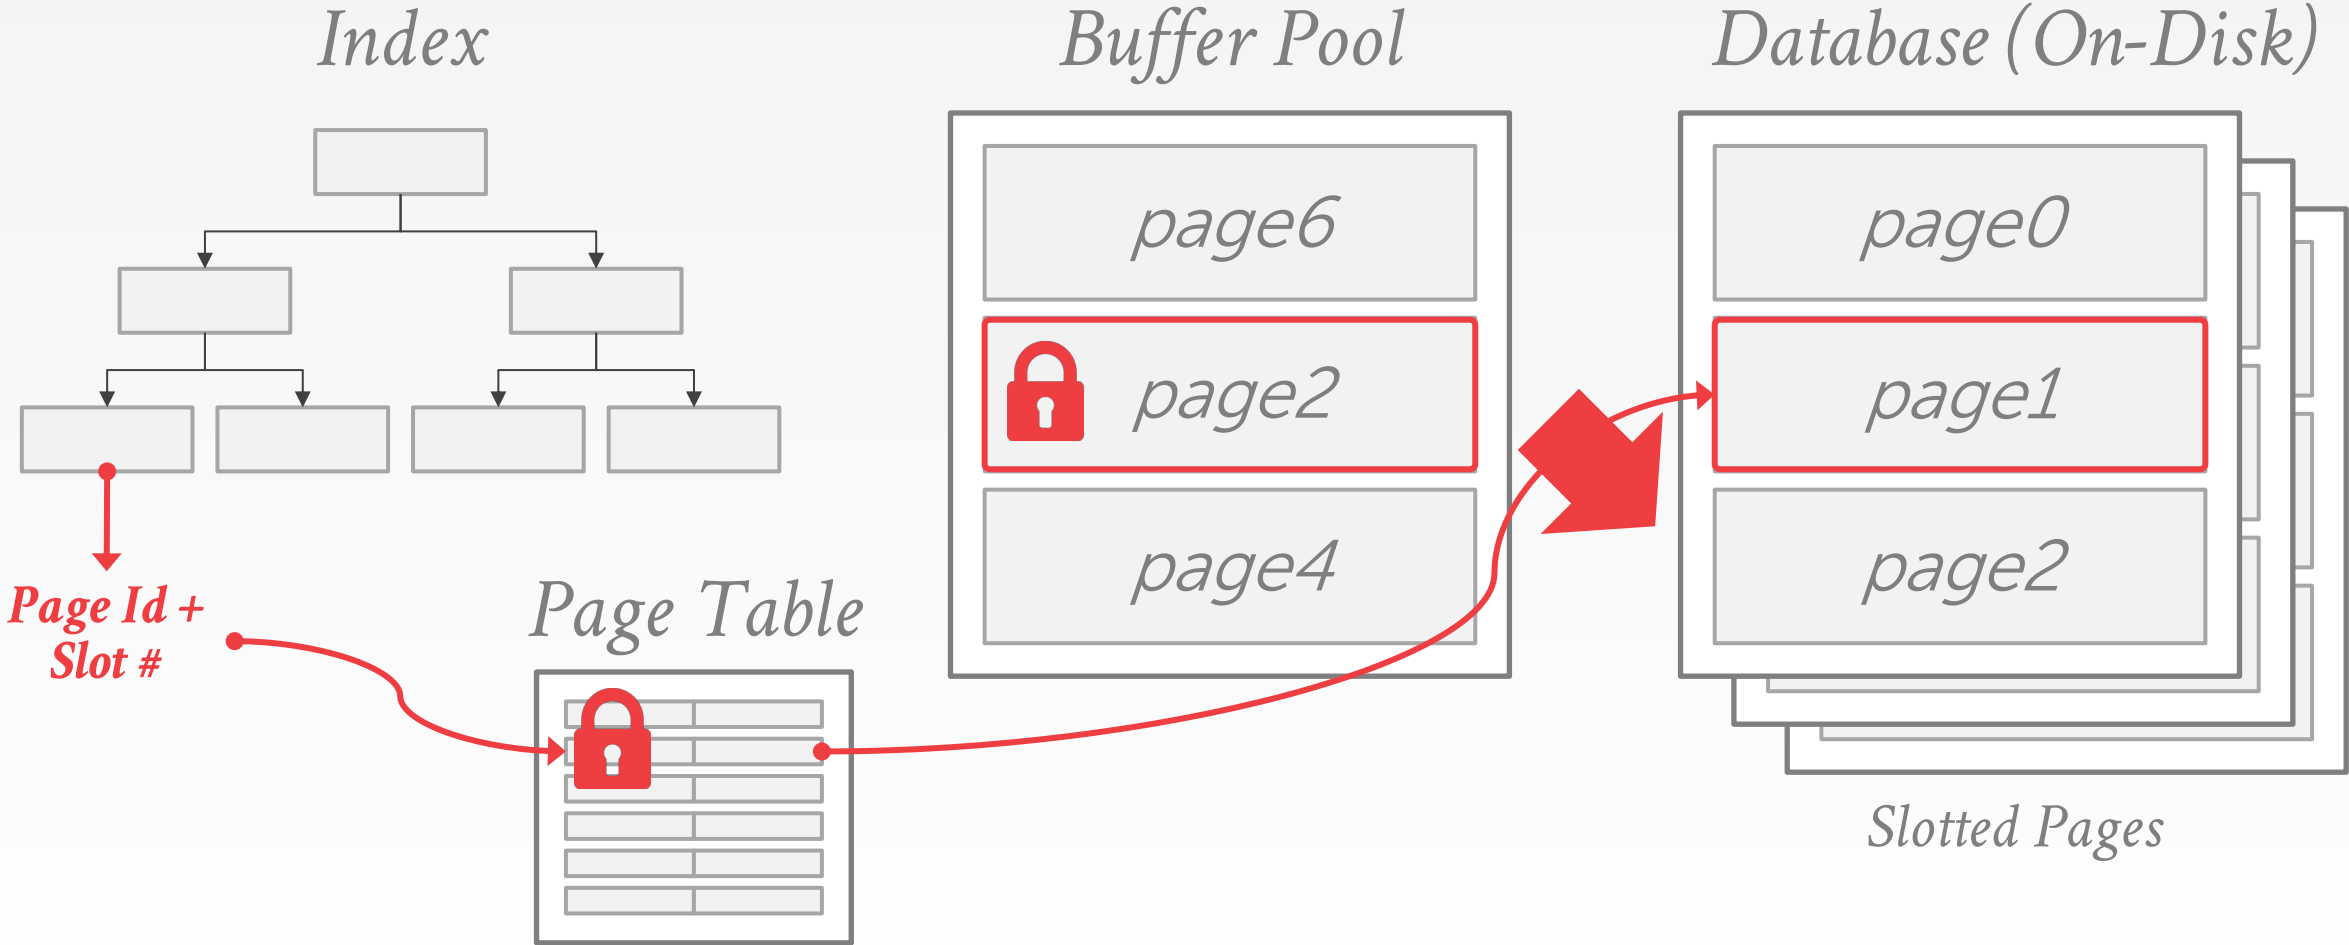 Index
Buffer Pool
Database (On-Disk)
page6
page2
page4
page0
page1
page2
Page Id +
Slot #
Page Table
Slotted Pages